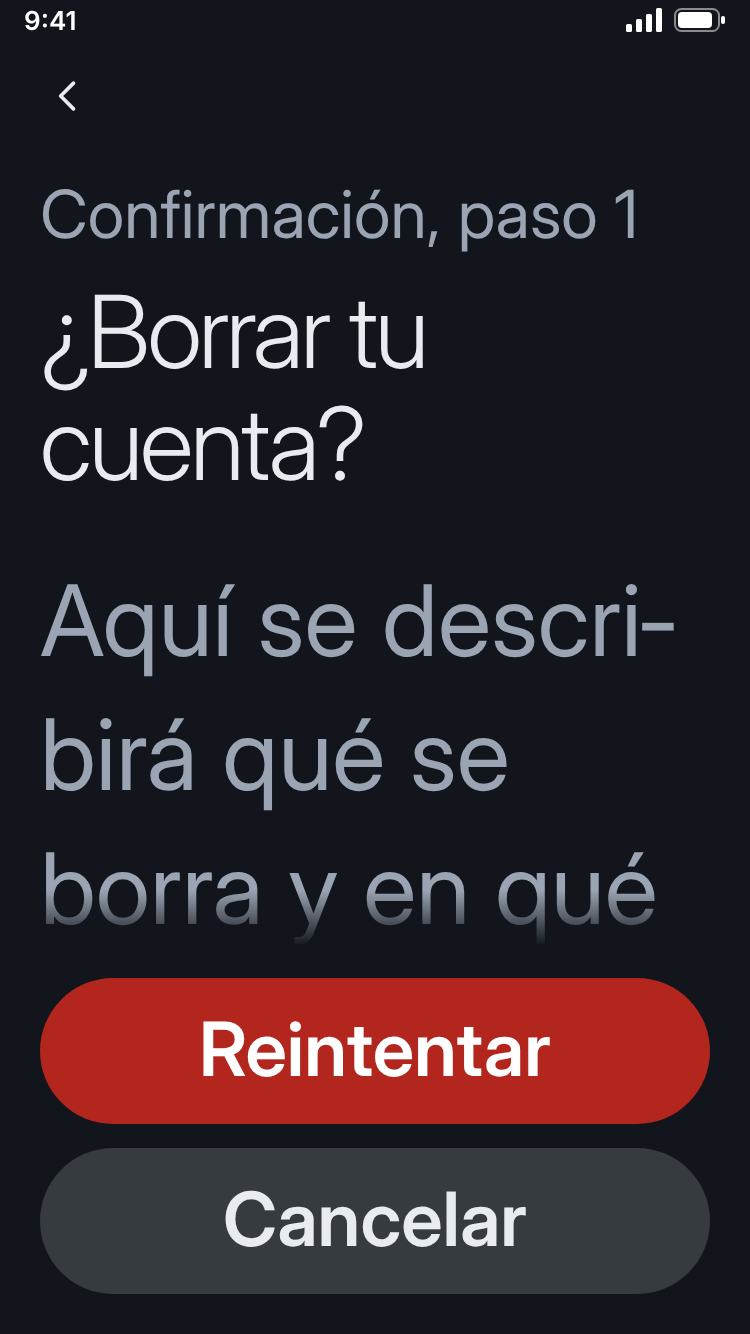 9:41
Confirmación, paso 1
¿Borrar tu
cuenta?
Aquí se descri-
birá qué se
borra y en qué
Reintentar
Cancelar